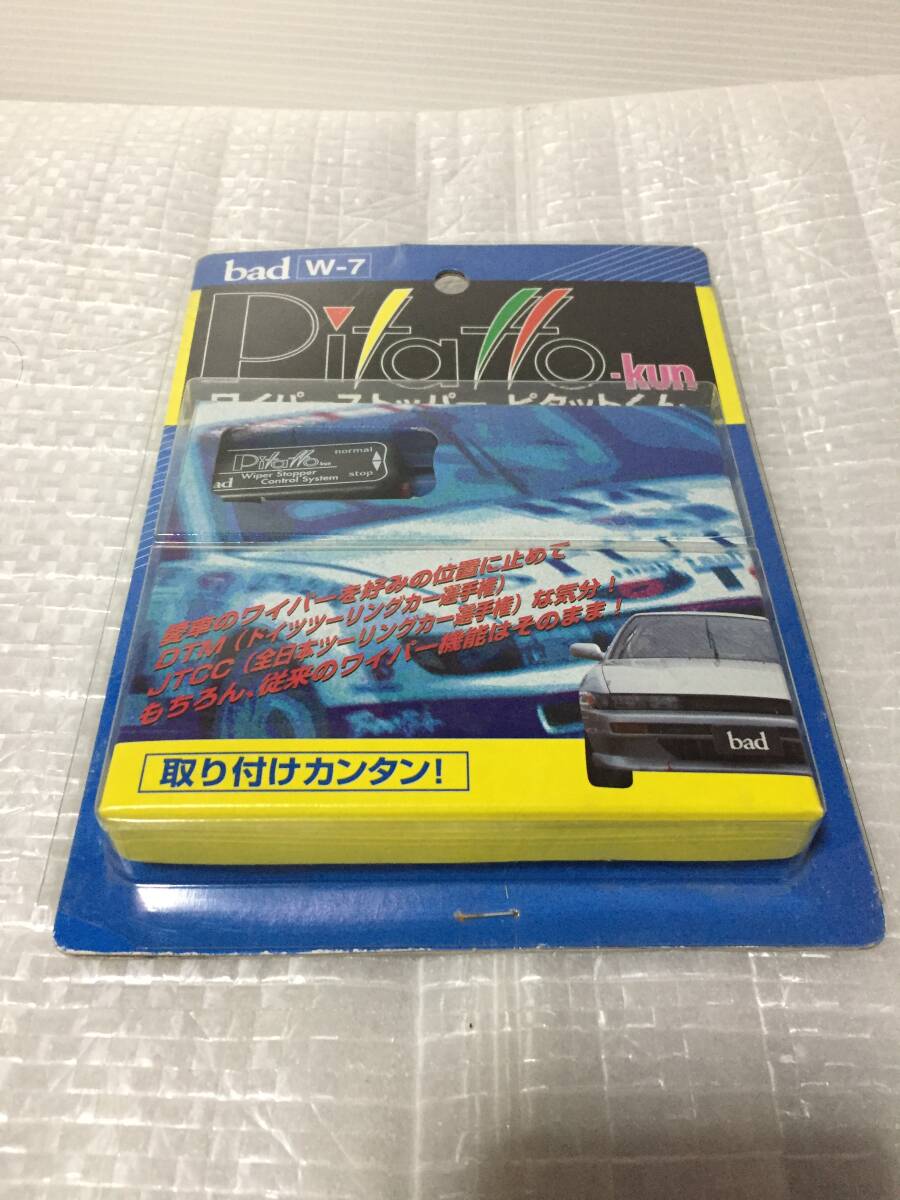 bad W-7
Pitatto-kun
ワイパーストッパー ピタットくん
Pitatto kun
normal
Wiper Stopper
Control System
stop
ad
愛車のワイパーを好みの位置に止めて
DTM(ドイツツーリングカー選手権)
JTCC(全日本ツーリングカー選手権)な気分!
もちろん、従来のワイパー機能はそのまま!
bad
取り付けカンタン!